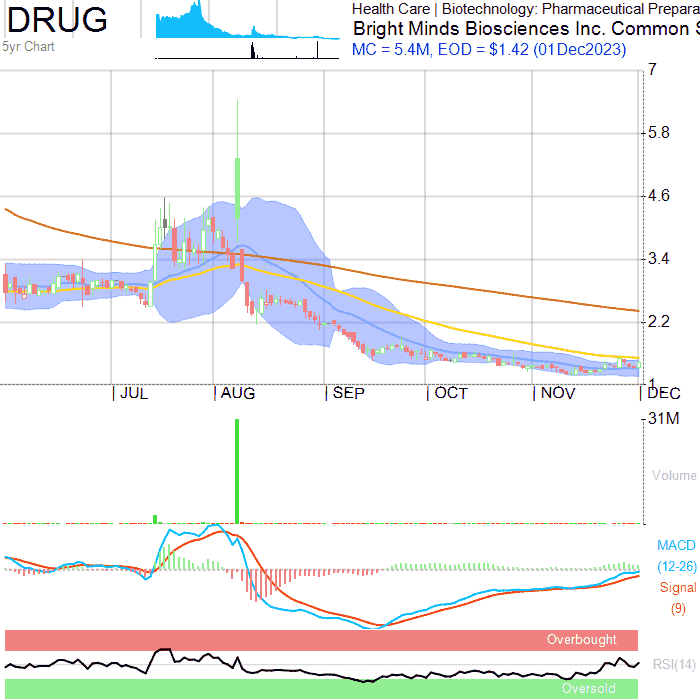 DRUG
5yr Chart
Health Care | Biotechnology: Pharmaceutical Prepara
Bright Minds Biosciences Inc. Common S
MC = 5.4M, EOD = $1.42 (01Dec2023)
7
5.8
4.6
3.4
2.2
1
JUL AUG SEP OCT NOV DEC
31M
Volume
MACD
(12-26)
Signal
(9)
Overbought
RSI(14)
Oversold